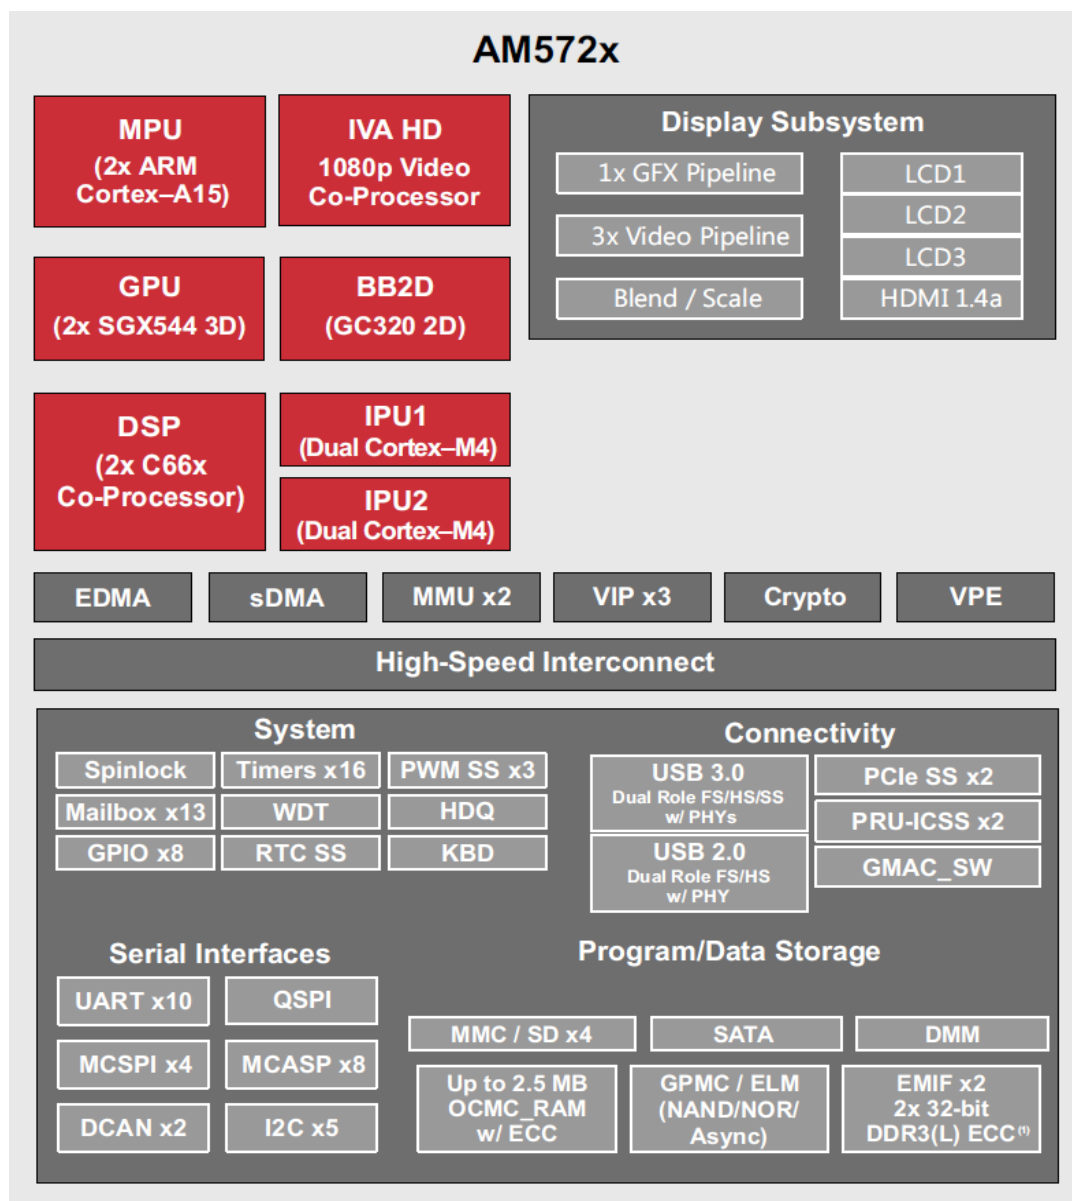 AM572x
MPU
(2x ARM
Cortex–A15)
IVA HD
1080p Video
Co-Processor
Display Subsystem
1x GFX Pipeline
3x Video Pipeline
Blend / Scale
LCD1
LCD2
LCD3
HDMI 1.4a
GPU
(2x SGX544 3D)
BB2D
(GC320 2D)
DSP
(2x C66x
Co-Processor)
IPU1
(Dual Cortex–M4)
IPU2
(Dual Cortex–M4)
EDMA
sDMA
MMU x2
VIP x3
Crypto
VPE
High-Speed Interconnect
System
Spinlock
Timers x16
PWM SS x3
Mailbox x13
WDT
HDQ
GPIO x8
RTC SS
KBD
Connectivity
USB 3.0
Dual Role FS/HS/SS
w/ PHYs
USB 2.0
Dual Role FS/HS
w/ PHY
PCIe SS x2
PRU-ICSS x2
GMAC_SW
Serial Interfaces
UART x10
QSPI
MCSPI x4
MCASP x8
DCAN x2
I2C x5
Program/Data Storage
MMC / SD x4
SATA
DMM
Up to 2.5 MB
OCMC_RAM
w/ ECC
GPMC / ELM
(NAND/NOR/
Async)
EMIF x2
2x 32-bit
DDR3(L) ECC⁽¹⁾